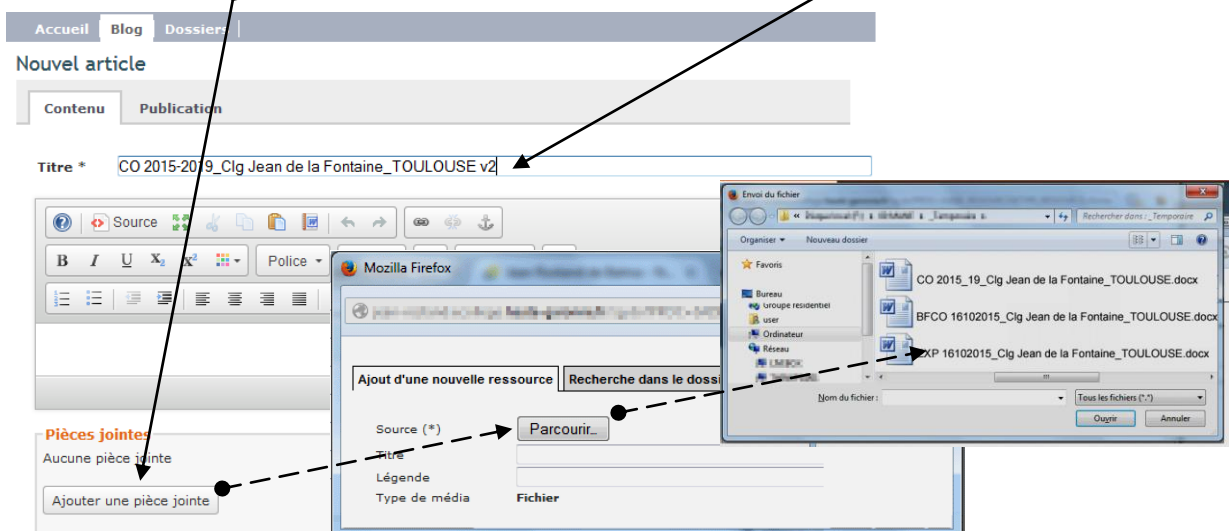 Accueil Blog Dossiers
Nouvel article
Contenu Publication
Titre * CO 2015-2019_Clg Jean de la Fontaine_TOULOUSE v2
Source
B I U X₂ X² Police
Pièces jointes
Aucune pièce jointe
Ajouter une pièce jointe
Mozilla Firefox
Ajout d'une nouvelle ressource Recherche dans le dossi
Source (*) Parcourir...
Titre
Légende
Type de média Fichier
Envoi du fichier
_Temporaire Rechercher dans : _Temporaire
Organiser Nouveau dossier
Favoris
Bureau
Groupe résidentiel
user
Ordinateur
Réseau
CO 2015_19_Clg Jean de la Fontaine_TOULOUSE.docx
BFCO 16102015_Clg Jean de la Fontaine_TOULOUSE.docx
EXP 16102015_Clg Jean de la Fontaine_TOULOUSE.docx
Nom du fichier : Tous les fichiers (*.*)
Ouvrir Annuler